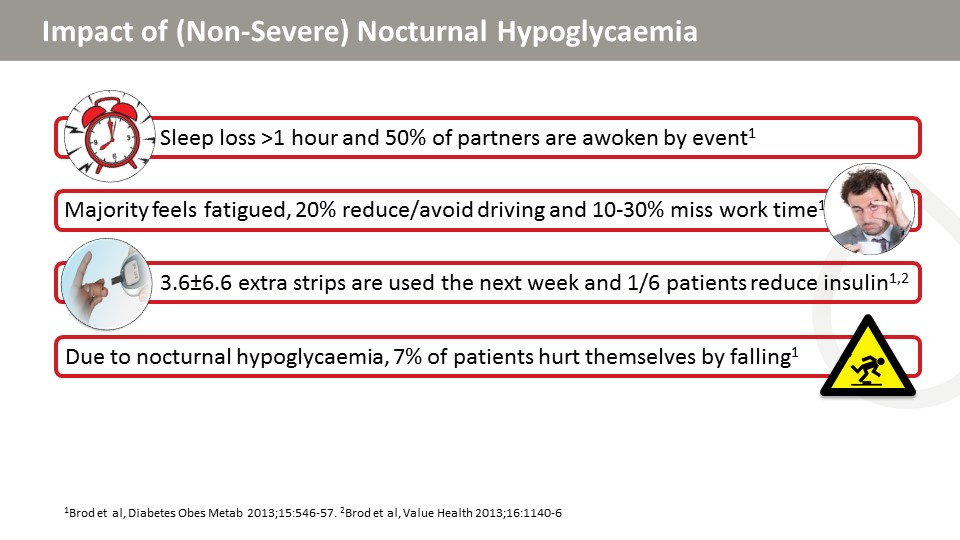 Impact of (Non-Severe) Nocturnal Hypoglycaemia
Sleep loss >1 hour and 50% of partners are awoken by event¹
Majority feels fatigued, 20% reduce/avoid driving and 10-30% miss work time¹
3.6±6.6 extra strips are used the next week and 1/6 patients reduce insulin¹,²
Due to nocturnal hypoglycaemia, 7% of patients hurt themselves by falling¹
¹Brod et al, Diabetes Obes Metab 2013;15:546-57. ²Brod et al, Value Health 2013;16:1140-6